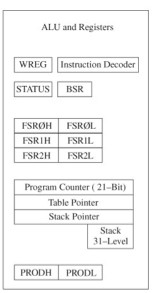 ALU and Registers
WREG Instruction Decoder
STATUS BSR
FSRØH FSRØL
FSR1H FSR1L
FSR2H FSR2L
Program Counter ( 21–Bit)
Table Pointer
Stack Pointer
Stack
31–Level
PRODH PRODL